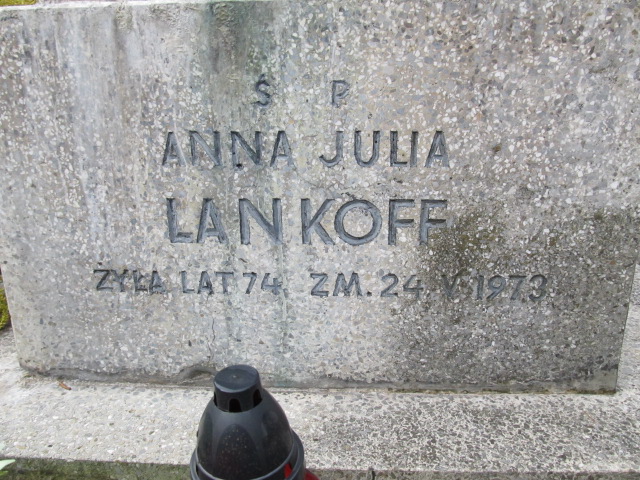 Ś P
ANNA JULIA
LANKOFF
ŻYŁA LAT 74 ZM. 24 V 1973